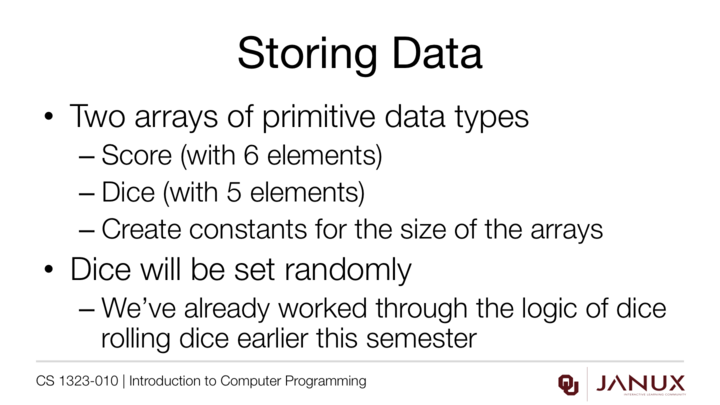 Storing Data
• Two arrays of primitive data types
– Score (with 6 elements)
– Dice (with 5 elements)
– Create constants for the size of the arrays
• Dice will be set randomly
– We've already worked through the logic of dice
rolling dice earlier this semester
CS 1323-010 | Introduction to Computer Programming
JANUX
INTERACTIVE LEARNING COMMUNITY